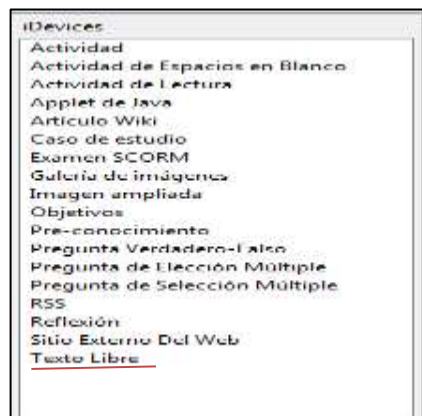 iDevices
Actividad
Actividad de Espacios en Blanco
Actividad de Lectura
Applet de Java
Artículo Wiki
Caso de estudio
Examen SCORM
Galería de imágenes
Imagen ampliada
Objetivos
Pre-conocimiento
Pregunta Verdadero-Falso
Pregunta de Elección Múltiple
Pregunta de Selección Múltiple
RSS
Reflexión
Sitio Externo Del Web
Texto Libre